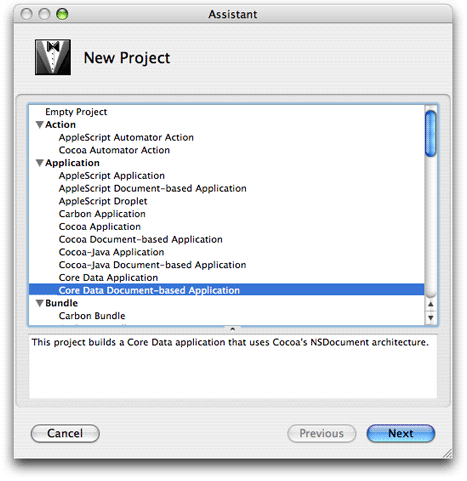 Assistant
New Project
Empty Project
Action
AppleScript Automator Action
Cocoa Automator Action
Application
AppleScript Application
AppleScript Document-based Application
AppleScript Droplet
Carbon Application
Cocoa Application
Cocoa Document-based Application
Cocoa-Java Application
Cocoa-Java Document-based Application
Core Data Application
Core Data Document-based Application
Bundle
Carbon Bundle
This project builds a Core Data application that uses Cocoa's NSDocument architecture.
Cancel
Previous
Next